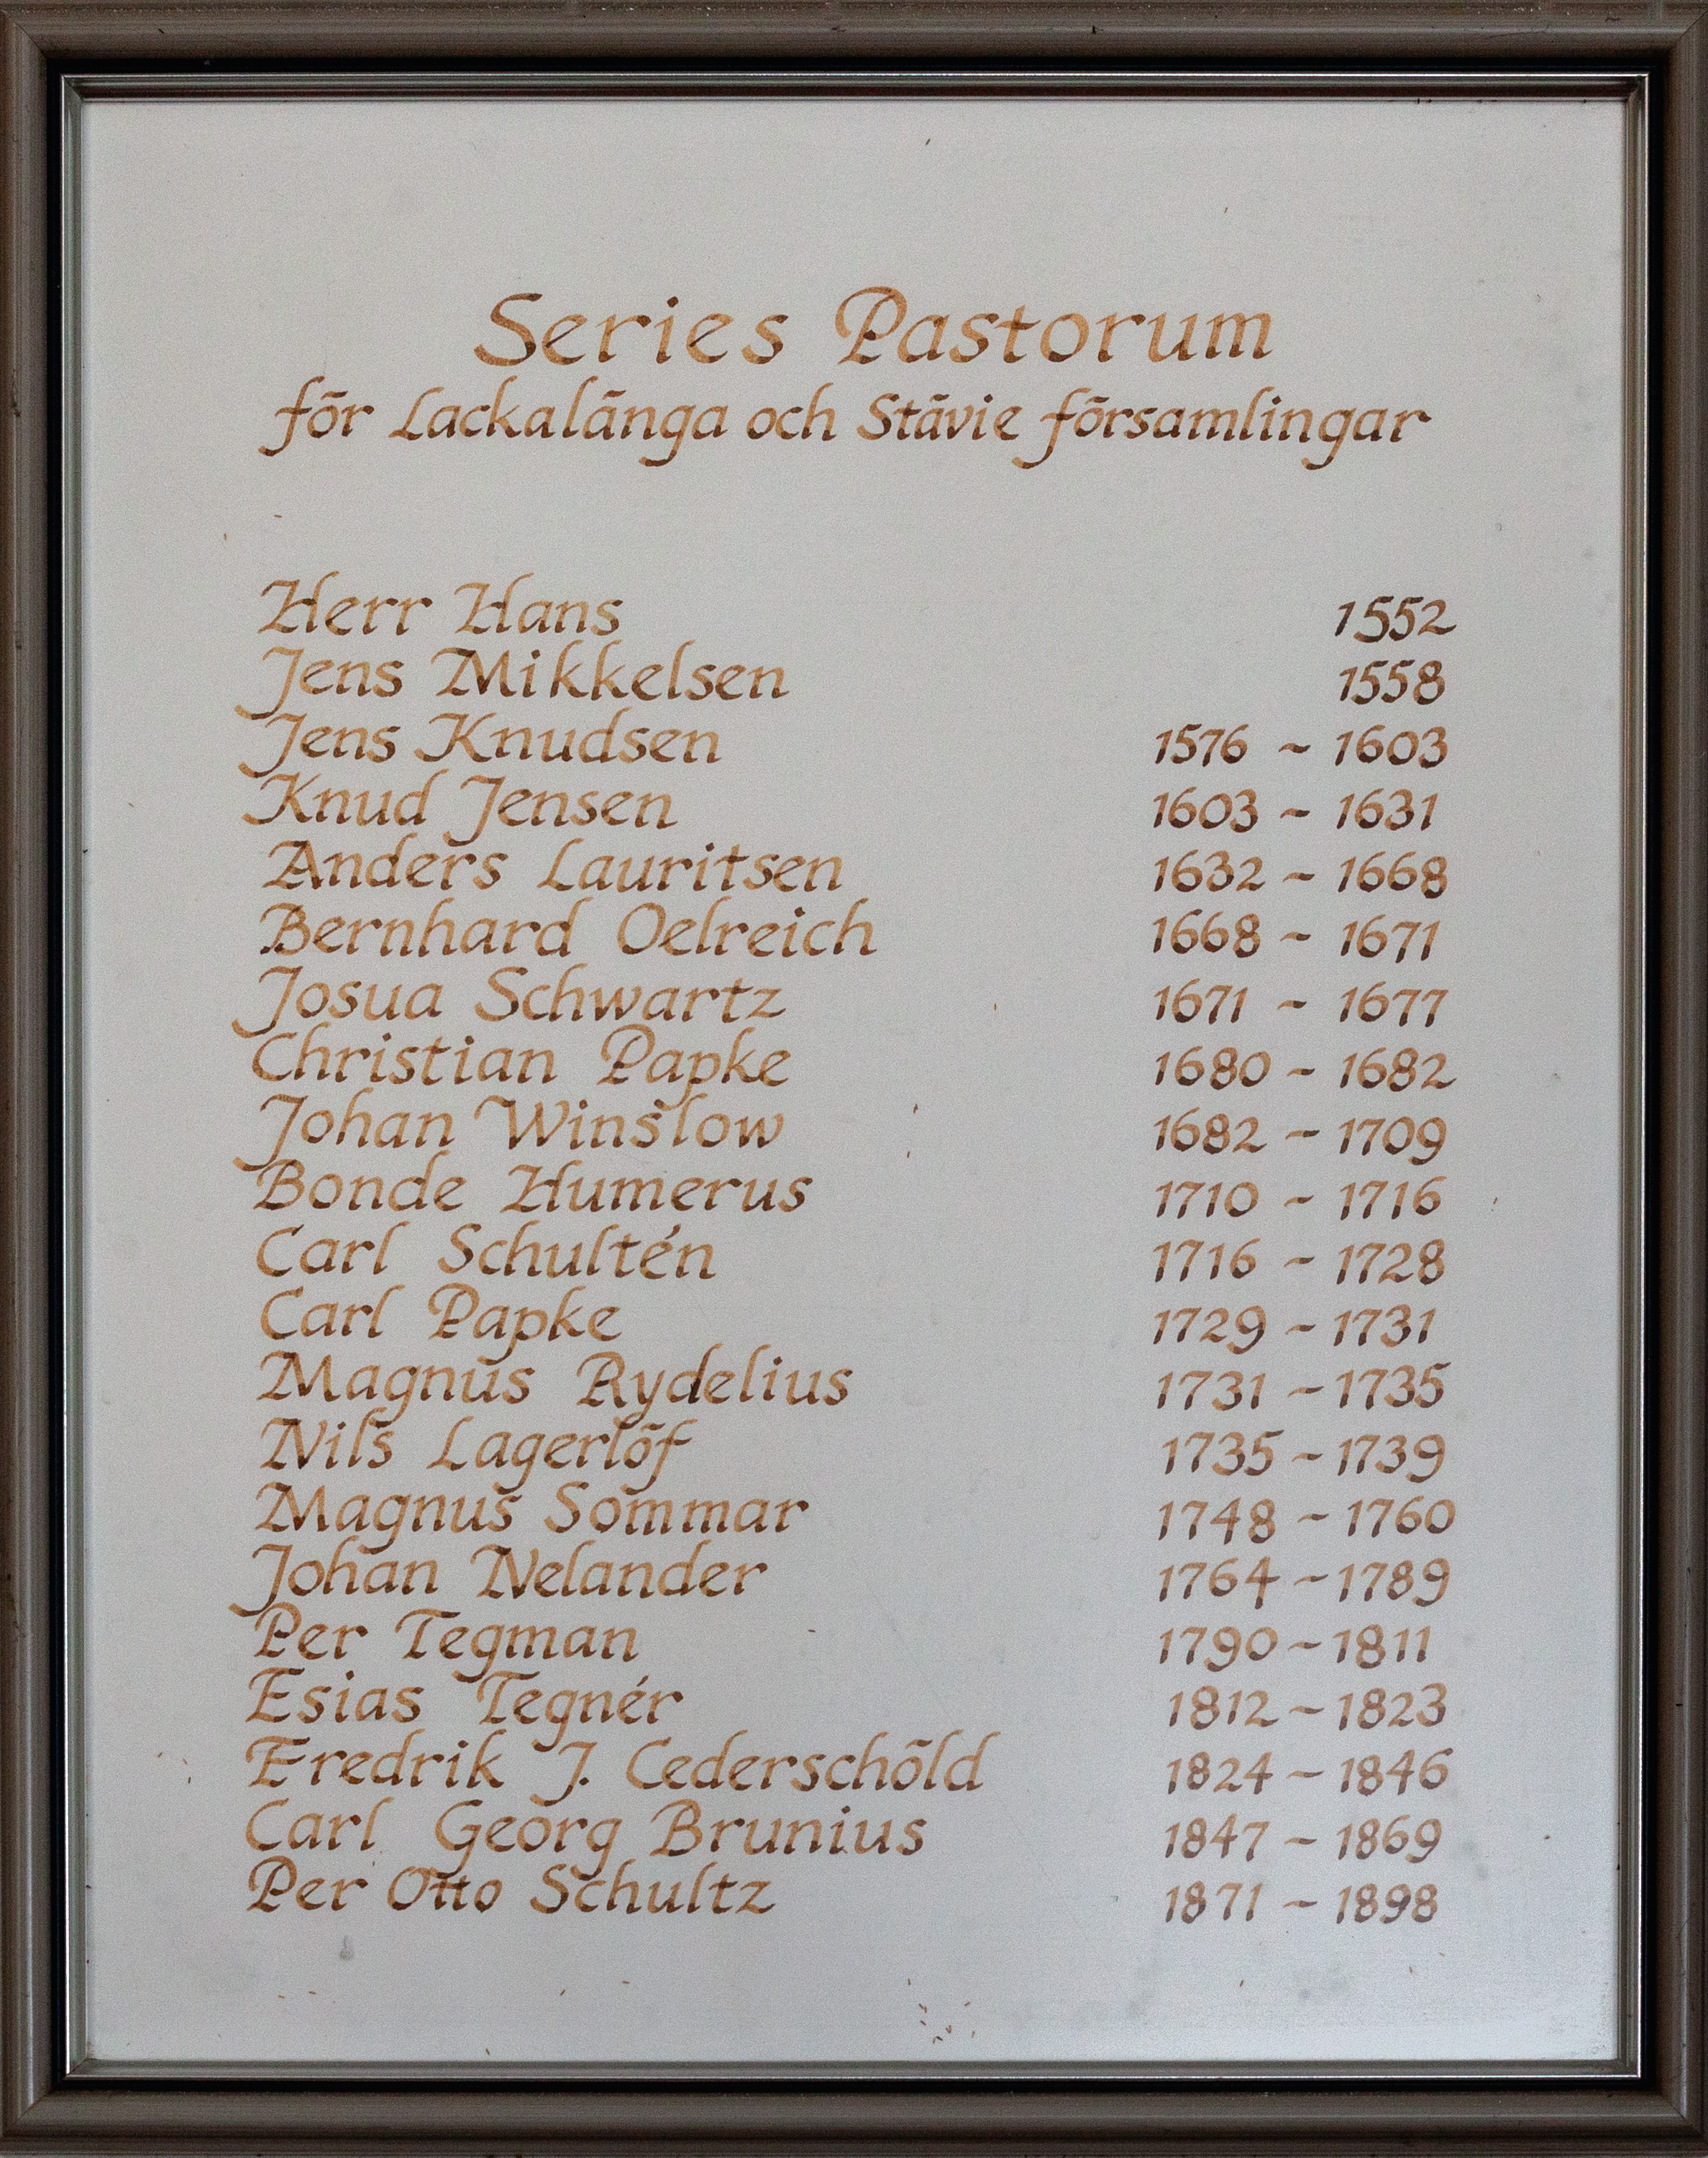 Series Pastorum
för Lackalänga och Stävie församlingar
Herr Hans 1552
Jens Mikkelsen 1558
Jens Knudsen 1576 ~ 1603
Knud Jensen 1603 ~ 1631
Anders Lauritsen 1632 ~ 1668
Bernhard Oelreich 1668 ~ 1671
Josua Schwartz 1671 ~ 1677
Christian Papke 1680 ~ 1682
Johan Winslow 1682 ~ 1709
Bonde Humerus 1710 ~ 1716
Carl Schultén 1716 ~ 1728
Carl Papke 1729 ~ 1731
Magnus Rydelius 1731 ~ 1735
Nils Lagerlöf 1735 ~ 1739
Magnus Sommar 1748 ~ 1760
Johan Nelander 1764 ~ 1789
Per Tegman 1790 ~ 1811
Esias Tegnér 1812 ~ 1823
Fredrik J. Cederschöld 1824 ~ 1846
Carl Georg Brunius 1847 ~ 1869
Per Otto Schultz 1871 ~ 1898